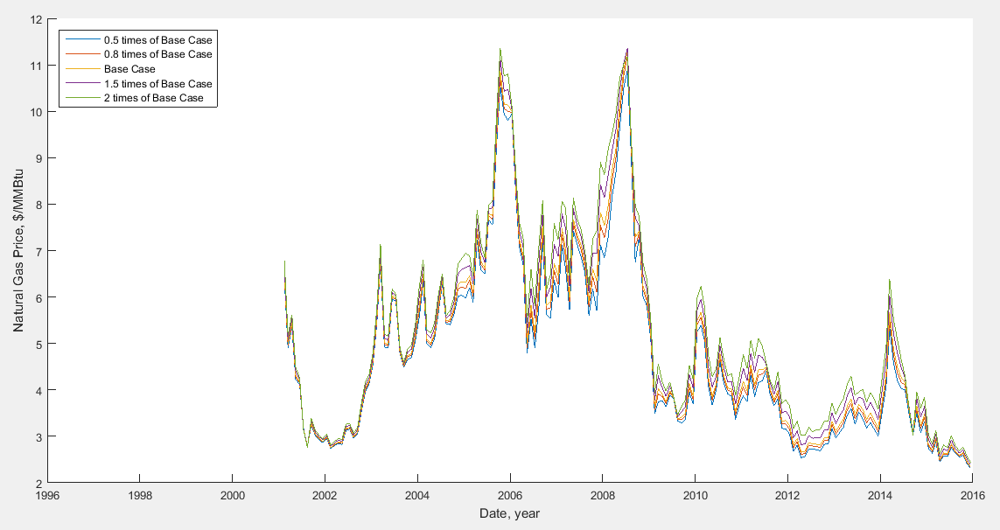 12
11
10
9
8
7
6
5
4
3
2
Natural Gas Price, $/MMBtu
0.5 times of Base Case
0.8 times of Base Case
Base Case
1.5 times of Base Case
2 times of Base Case
1996 1998 2000 2002 2004 2006 2008 2010 2012 2014 2016
Date, year